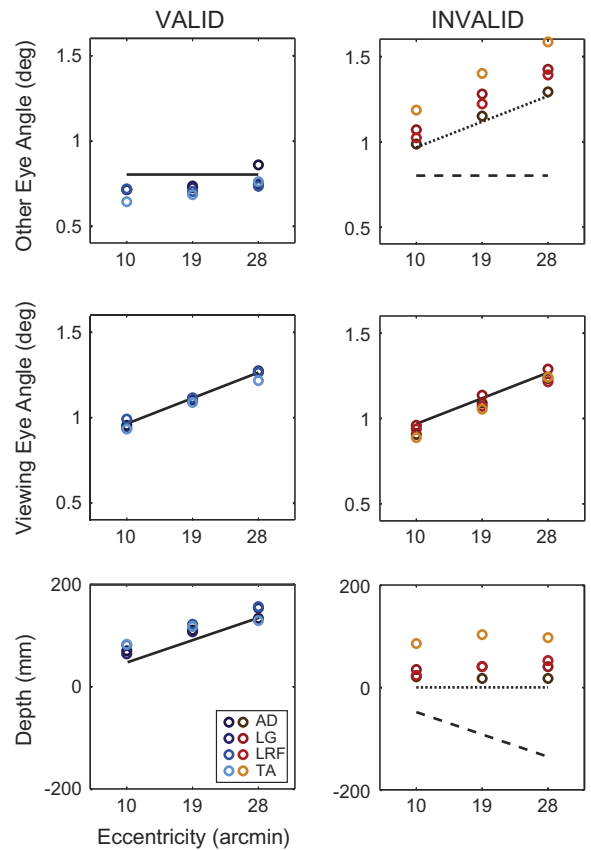 VALID
INVALID
Other Eye Angle (deg)
1.5
1
0.5
10 19 28
1.5
1
0.5
10 19 28
Viewing Eye Angle (deg)
1.5
1
0.5
10 19 28
1.5
1
0.5
10 19 28
Depth (mm)
200
0
-200
10 19 28
AD
LG
LRF
TA
200
0
-200
10 19 28
Eccentricity (arcmin)